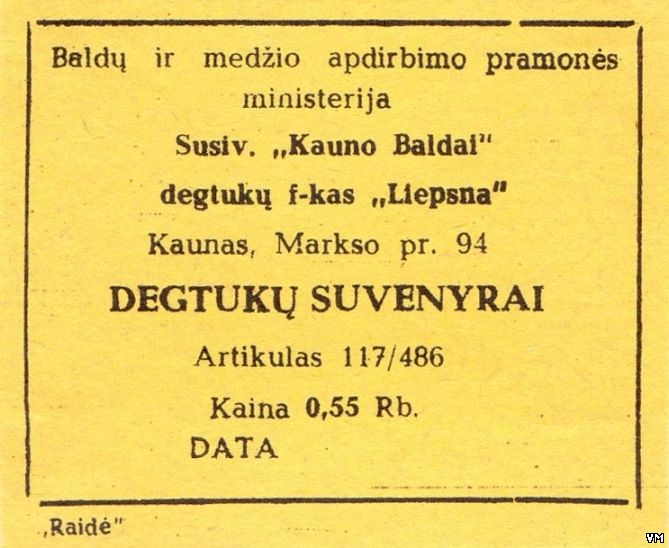 Baldų ir medžio apdirbimo pramonės
ministerija
Susiv. „Kauno Baldai"
degtukų f-kas „Liepsna"
Kaunas, Markso pr. 94
DEGTUKŲ SUVENYRAI
Artikulas 117/486
Kaina 0,55 Rb.
DATA
„Raidė"
VM